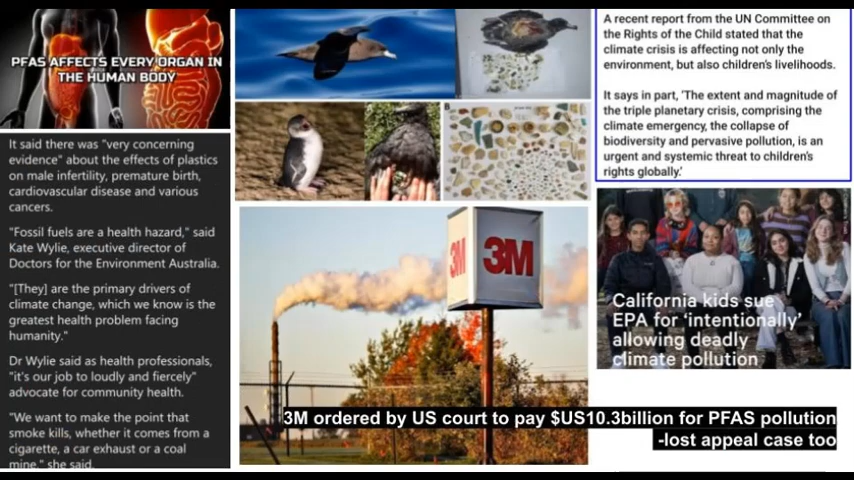 PFAS AFFECTS EVERY ORGAN IN
THE HUMAN BODY
It said there was "very concerning
evidence" about the effects of plastics
on male infertility, premature birth,
cardiovascular disease and various
cancers.
"Fossil fuels are a health hazard," said
Kate Wylie, executive director of
Doctors for the Environment Australia.
"[They] are the primary drivers of
climate change, which we know is the
greatest health problem facing
humanity."
Dr Wylie said as health professionals,
"it's our job to loudly and fiercely"
advocate for community health.
"We want to make the point that
smoke kills, whether it comes from a
cigarette, a car exhaust or a coal
mine," she said.
B
3M
3M
3M ordered by US court to pay $US10.3billion for PFAS pollution
-lost appeal case too
A recent report from the UN Committee on
the Rights of the Child stated that the
climate crisis is affecting not only the
environment, but also children's livelihoods.
It says in part, 'The extent and magnitude of
the triple planetary crisis, comprising the
climate emergency, the collapse of
biodiversity and pervasive pollution, is an
urgent and systemic threat to children's
rights globally.'
California kids sue
EPA for 'intentionally'
allowing deadly
climate pollution